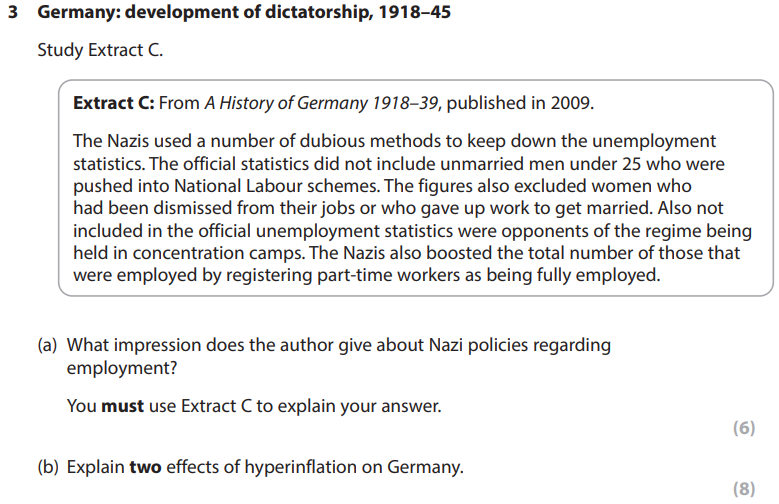 3 Germany: development of dictatorship, 1918–45
Study Extract C.
Extract C: From A History of Germany 1918–39, published in 2009.
The Nazis used a number of dubious methods to keep down the unemployment
statistics. The official statistics did not include unmarried men under 25 who were
pushed into National Labour schemes. The figures also excluded women who
had been dismissed from their jobs or who gave up work to get married. Also not
included in the official unemployment statistics were opponents of the regime being
held in concentration camps. The Nazis also boosted the total number of those that
were employed by registering part-time workers as being fully employed.
(a) What impression does the author give about Nazi policies regarding
employment?
You must use Extract C to explain your answer.
(6)
(b) Explain two effects of hyperinflation on Germany.
(8)